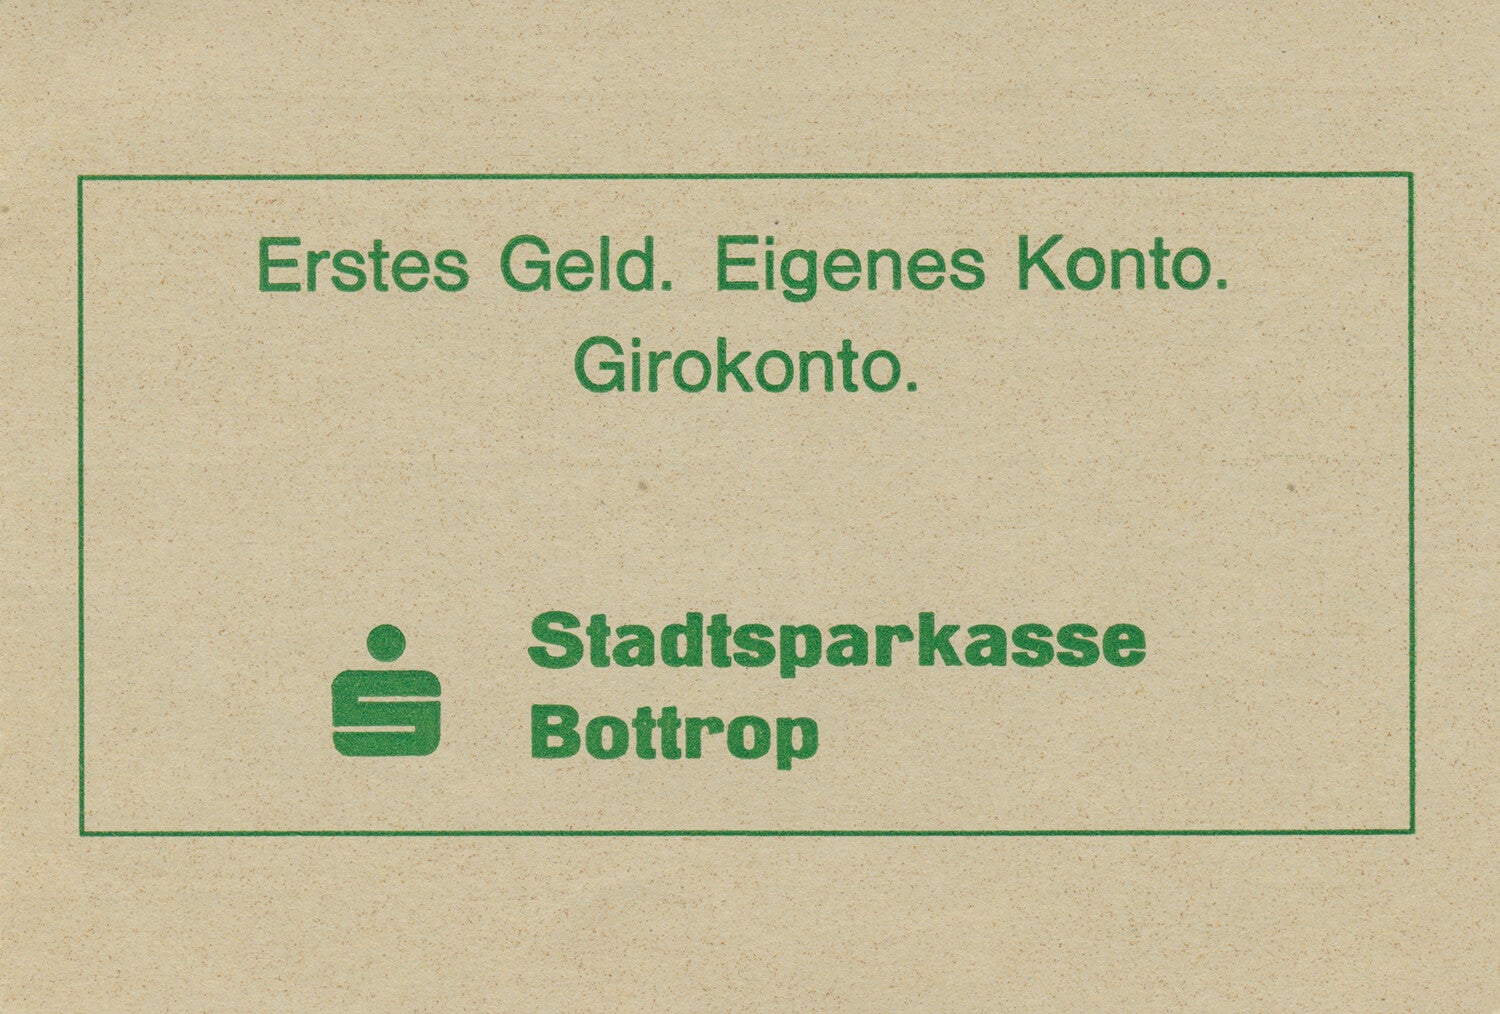 Erstes Geld. Eigenes Konto.
Girokonto.
Stadtsparkasse
Bottrop